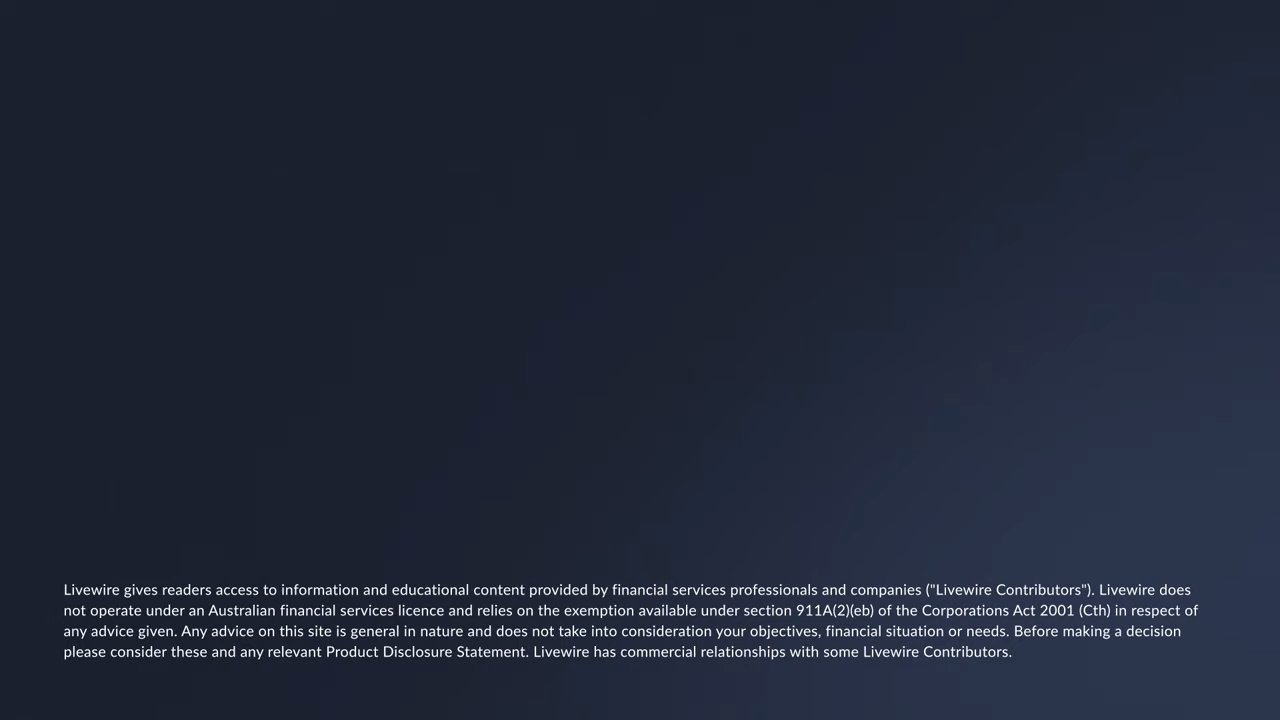 Livewire gives readers access to information and educational content provided by financial services professionals and companies ("Livewire Contributors"). Livewire does
not operate under an Australian financial services licence and relies on the exemption available under section 911A(2)(eb) of the Corporations Act 2001 (Cth) in respect of
any advice given. Any advice on this site is general in nature and does not take into consideration your objectives, financial situation or needs. Before making a decision
please consider these and any relevant Product Disclosure Statement. Livewire has commercial relationships with some Livewire Contributors.